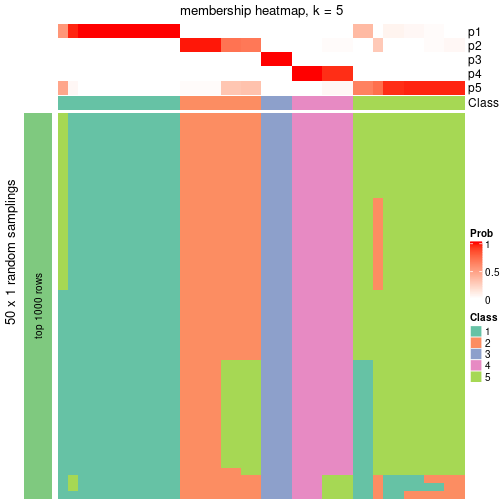 membership heatmap, k = 5
p1
p2
p3
p4
p5
Class
50 x 1 random samplings
top 1000 rows
Prob
1
0.5
0
Class
1
2
3
4
5